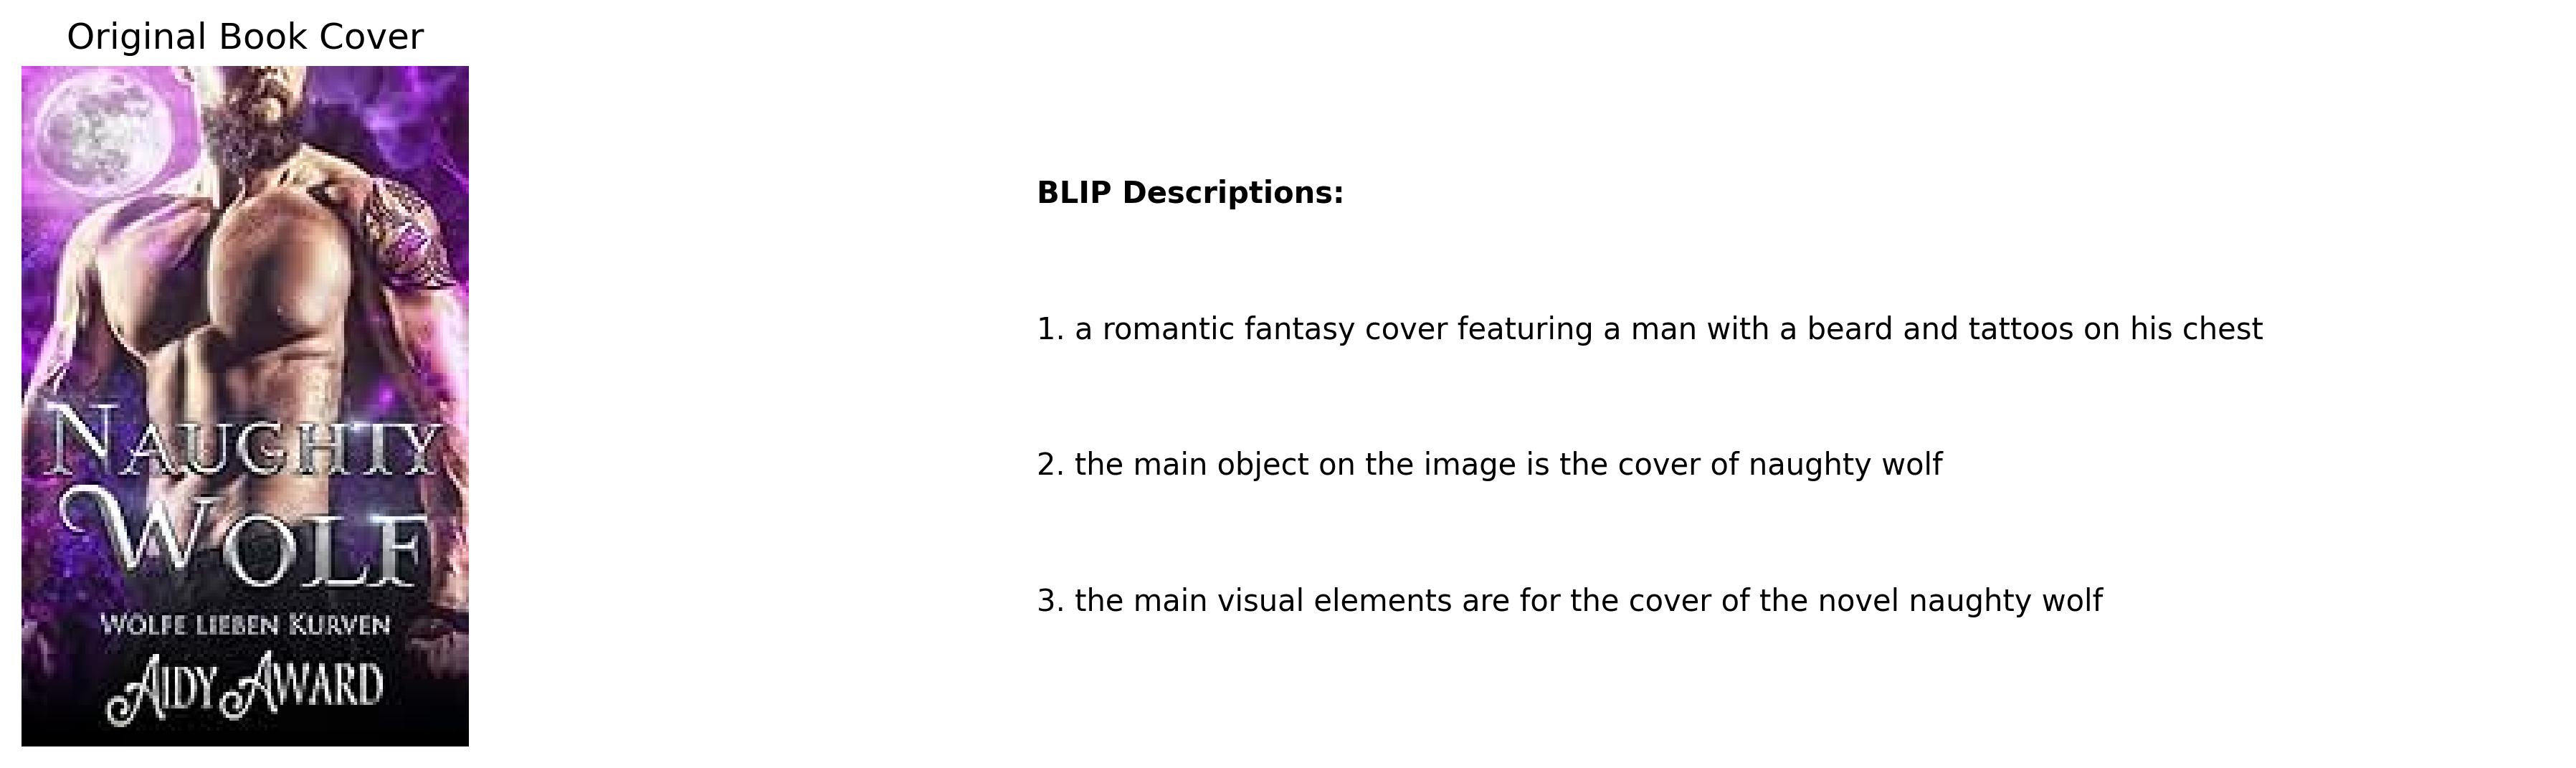 Original Book Cover
NAUGHTY
WOLF
WÖLFE LIEBEN KURVEN
AIDY AWARD
BLIP Descriptions:
1. a romantic fantasy cover featuring a man with a beard and tattoos on his chest
2. the main object on the image is the cover of naughty wolf
3. the main visual elements are for the cover of the novel naughty wolf